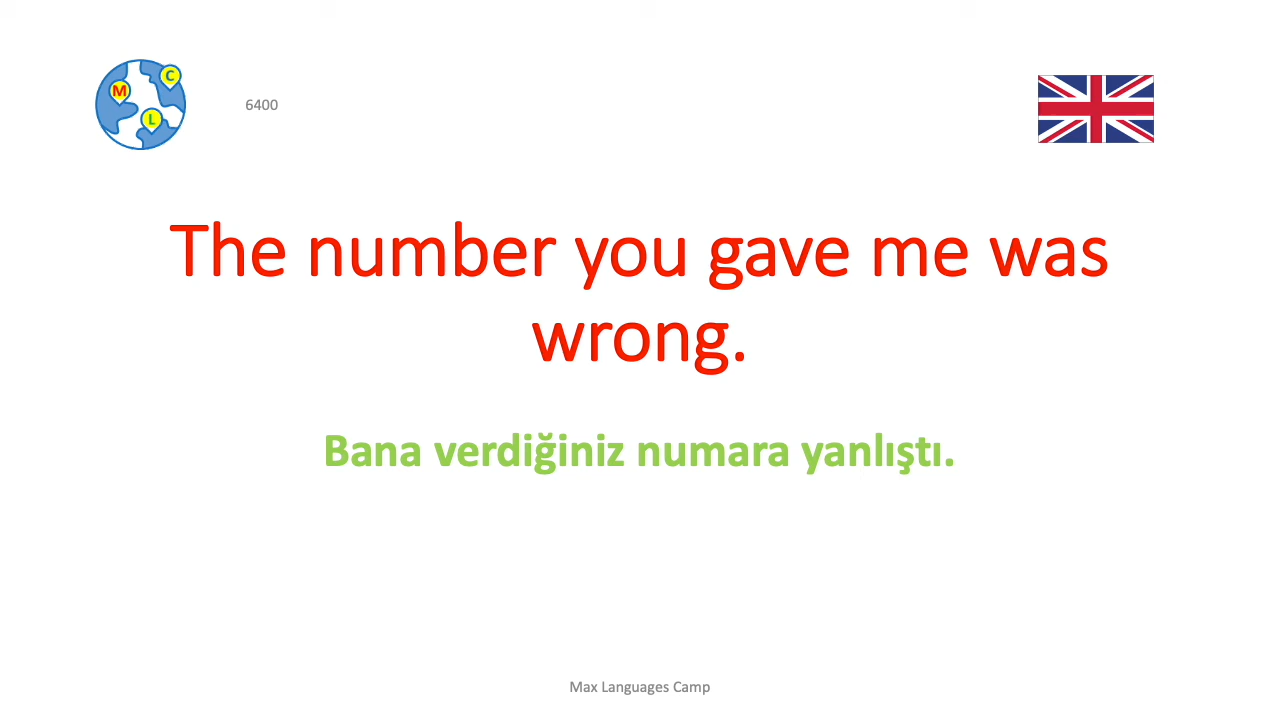 C
M
L
6400
The number you gave me was
wrong.
Bana verdiğiniz numara yanlıştı.
Max Languages Camp